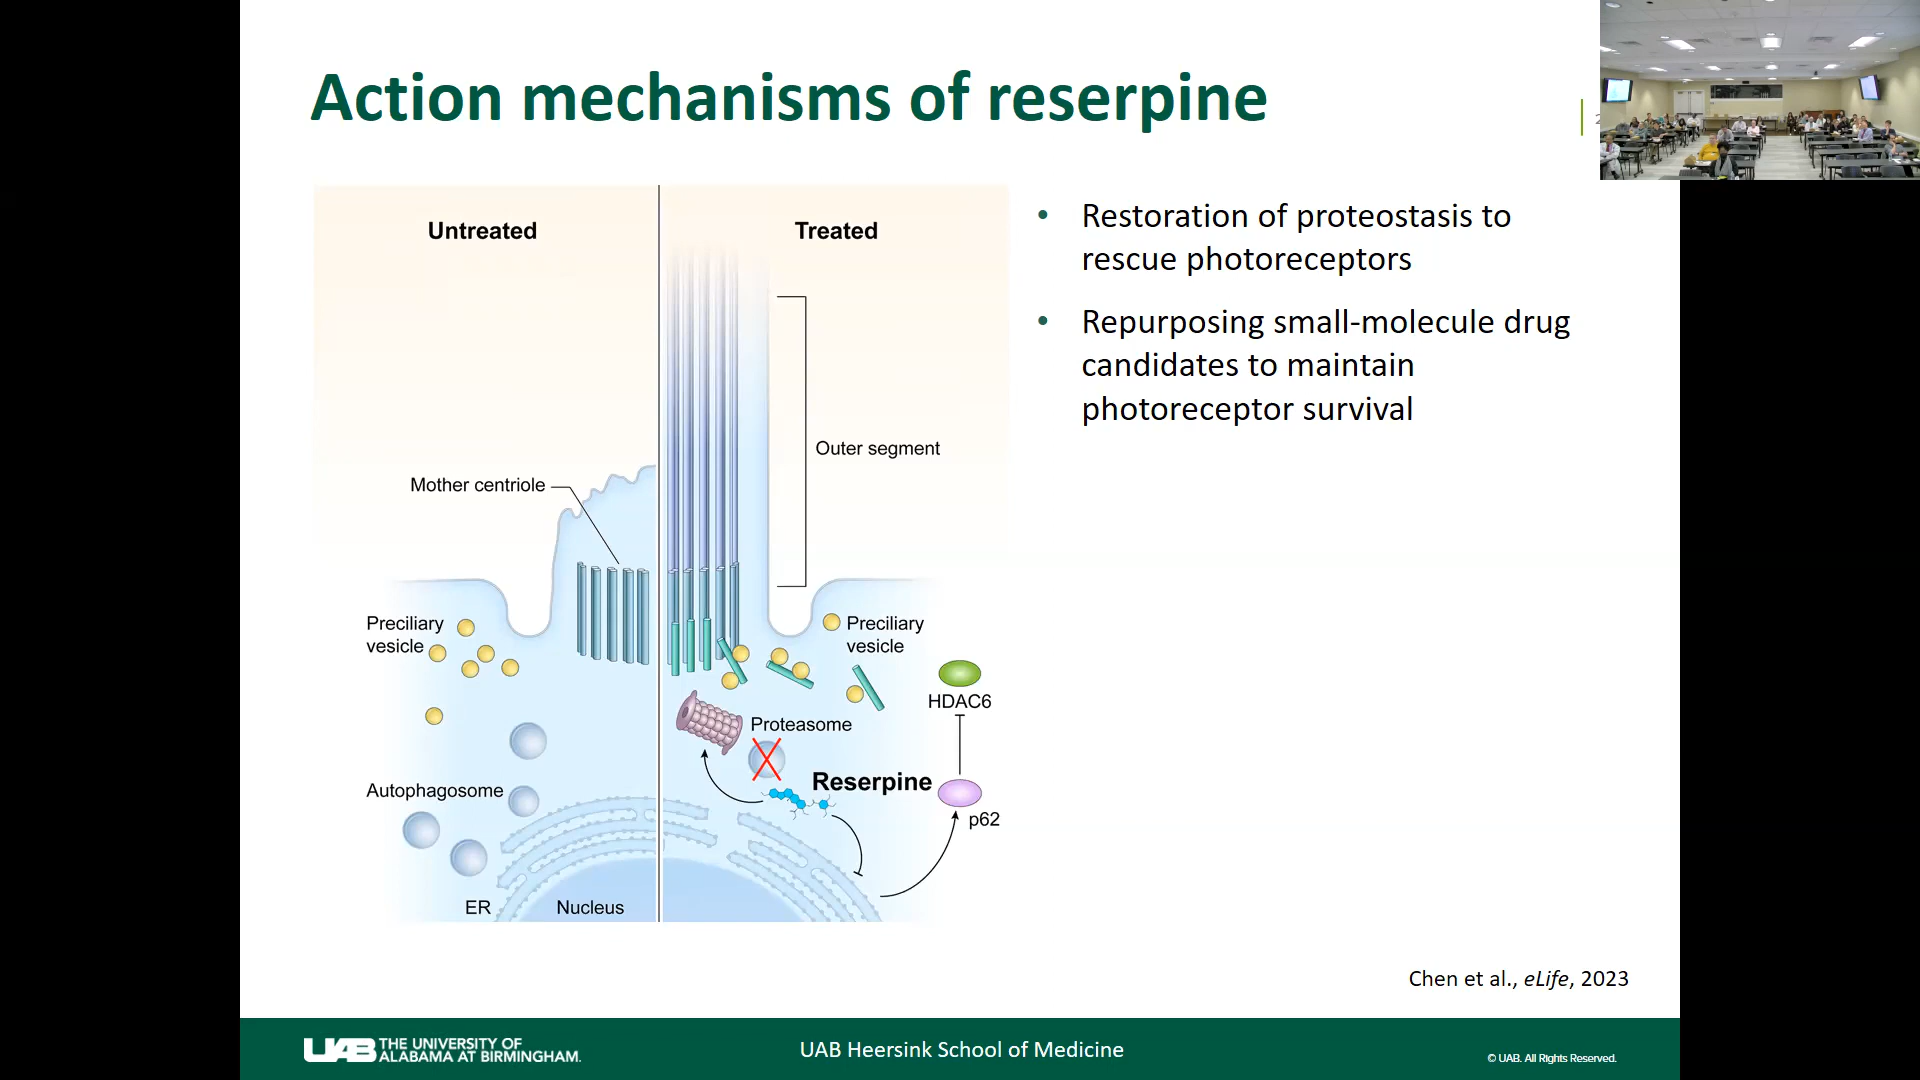 Action mechanisms of reserpine
Untreated
Treated
Outer segment
Mother centriole
Preciliary
vesicle
Preciliary
vesicle
HDAC6
Proteasome
Reserpine
Autophagosome
p62
ER
Nucleus
• Restoration of proteostasis to
rescue photoreceptors
• Repurposing small-molecule drug
candidates to maintain
photoreceptor survival
Chen et al., eLife, 2023
UAB THE UNIVERSITY OF
ALABAMA AT BIRMINGHAM.
UAB Heersink School of Medicine
© UAB. All Rights Reserved.